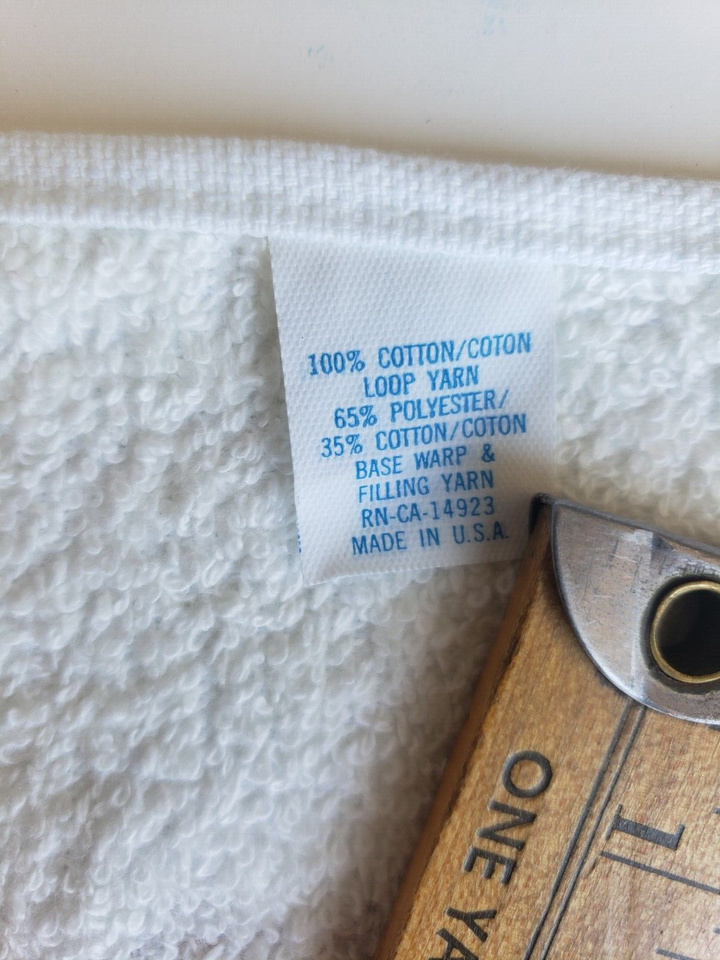 100% COTTON/COTON
LOOP YARN
65% POLYESTER/
35% COTTON/COTON
BASE WARP &
FILLING YARN
RN-CA-14923
MADE IN U.S.A.
ONE YA
1